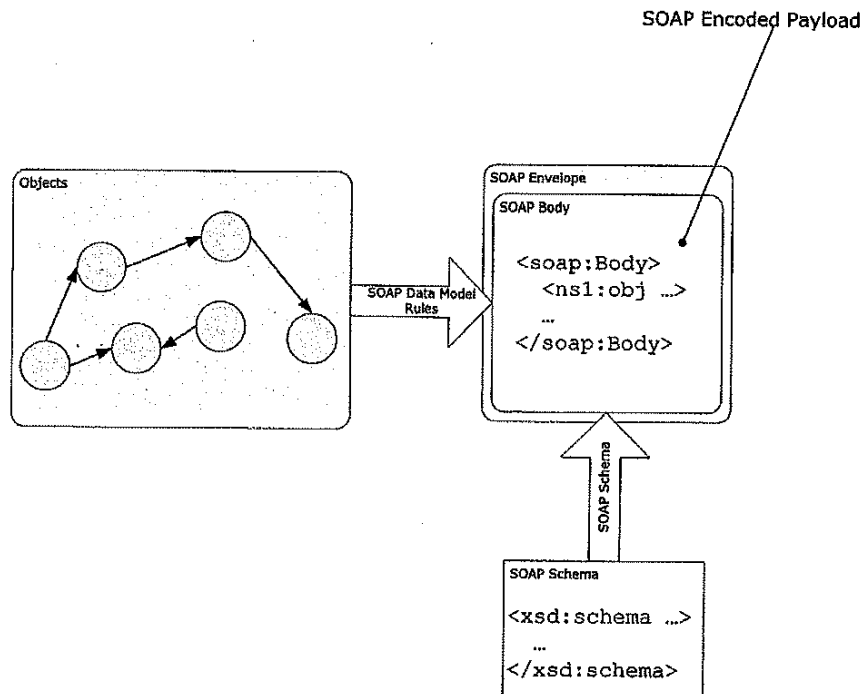 SOAP Encoded Payload
Objects
SOAP Data Model
Rules
SOAP Envelope
SOAP Body
<soap:Body>
<ns1:obj …>
…
</soap:Body>
SOAP Schema
SOAP Schema
<xsd:schema …>
…
</xsd:schema>